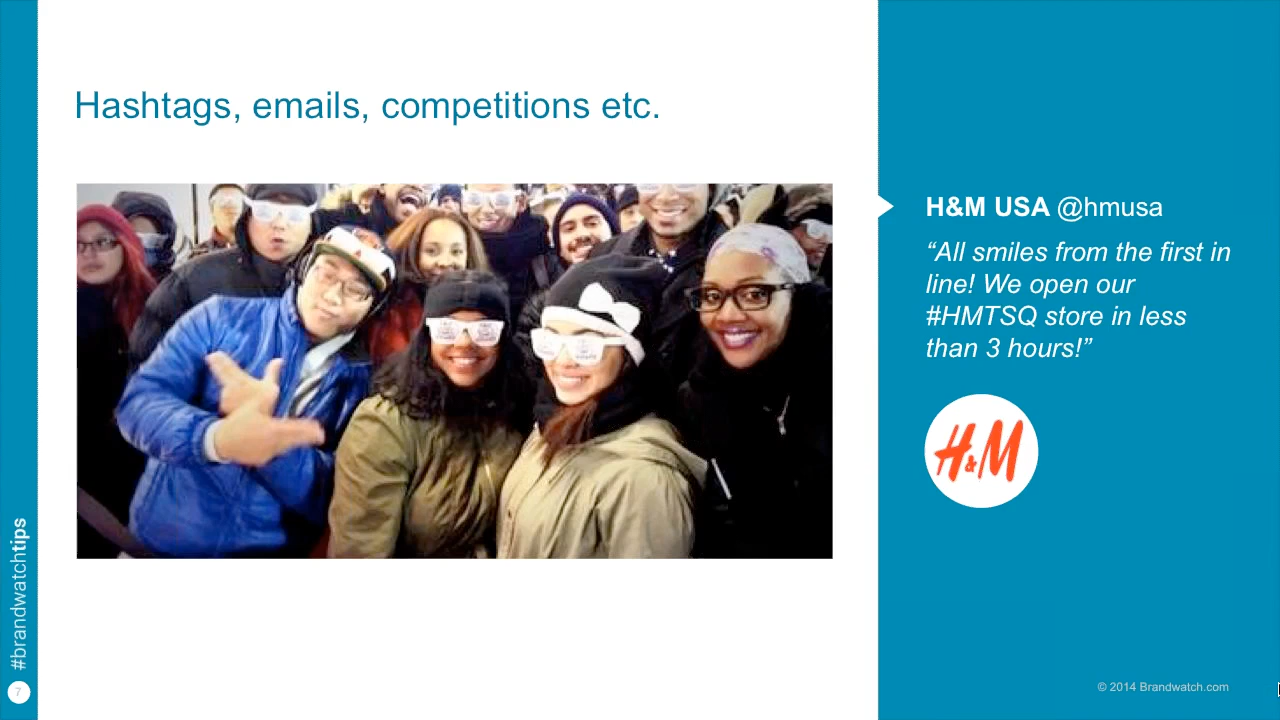 Hashtags, emails, competitions etc.
H&M USA @hmusa
“All smiles from the first in
line! We open our
#HMTSQ store in less
than 3 hours!”
H&M
#brandwatchtips
7
© 2014 Brandwatch.com